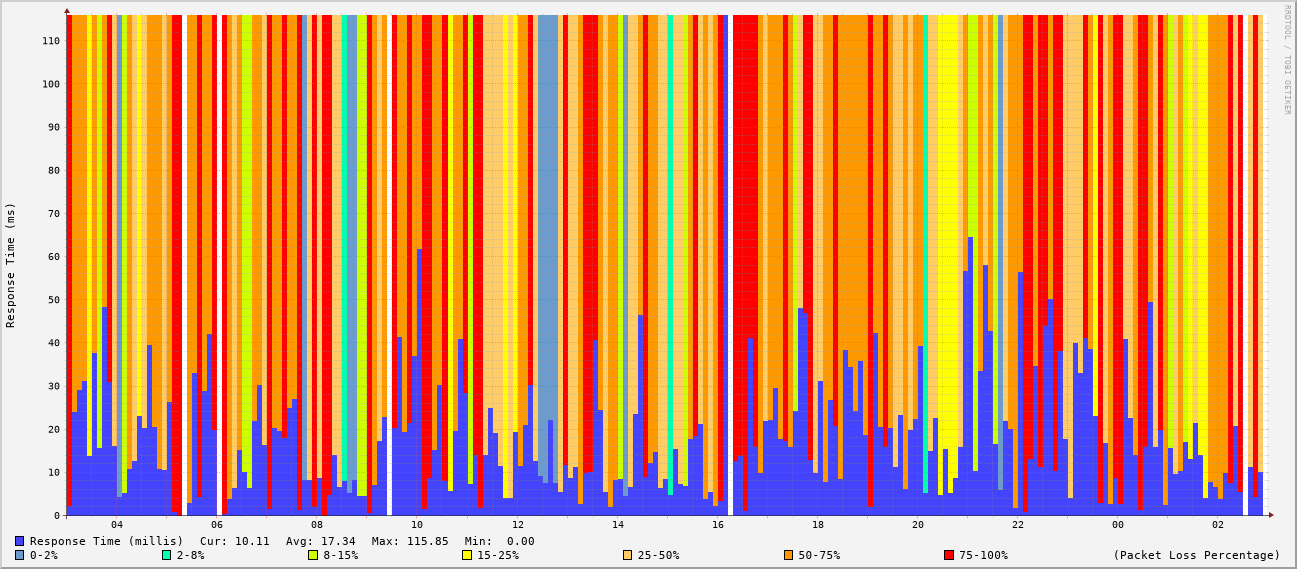 RRDTOOL / TOBI OETIKER
Response Time (ms)
110
100
90
80
70
60
50
40
30
20
10
0
04 06 08 10 12 14 16 18 20 22 00 02
Response Time (millis) Cur: 10.11 Avg: 17.34 Max: 115.85 Min: 0.00
0-2% 2-8% 8-15% 15-25% 25-50% 50-75% 75-100% (Packet Loss Percentage)